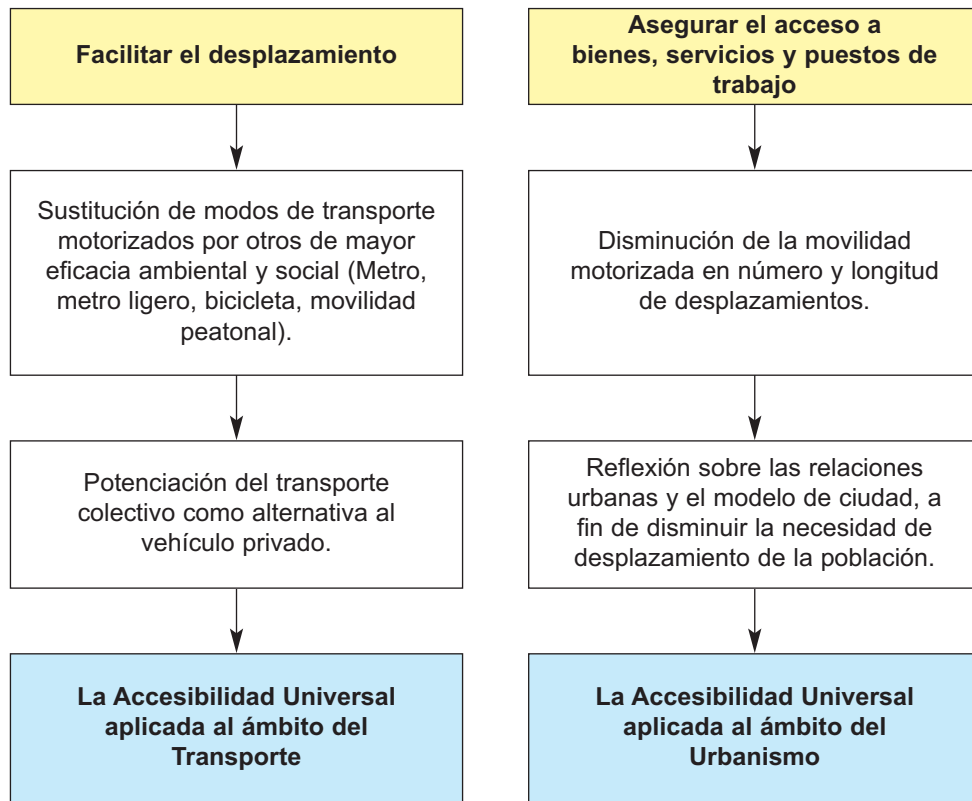 Facilitar el desplazamiento
Sustitución de modos de transporte
motorizados por otros de mayor
eficacia ambiental y social (Metro,
metro ligero, bicicleta, movilidad
peatonal).
Potenciación del transporte
colectivo como alternativa al
vehículo privado.
La Accesibilidad Universal
aplicada al ámbito del
Transporte
Asegurar el acceso a
bienes, servicios y puestos de
trabajo
Disminución de la movilidad
motorizada en número y longitud
de desplazamientos.
Reflexión sobre las relaciones
urbanas y el modelo de ciudad, a
fin de disminuir la necesidad de
desplazamiento de la población.
La Accesibilidad Universal
aplicada al ámbito del
Urbanismo